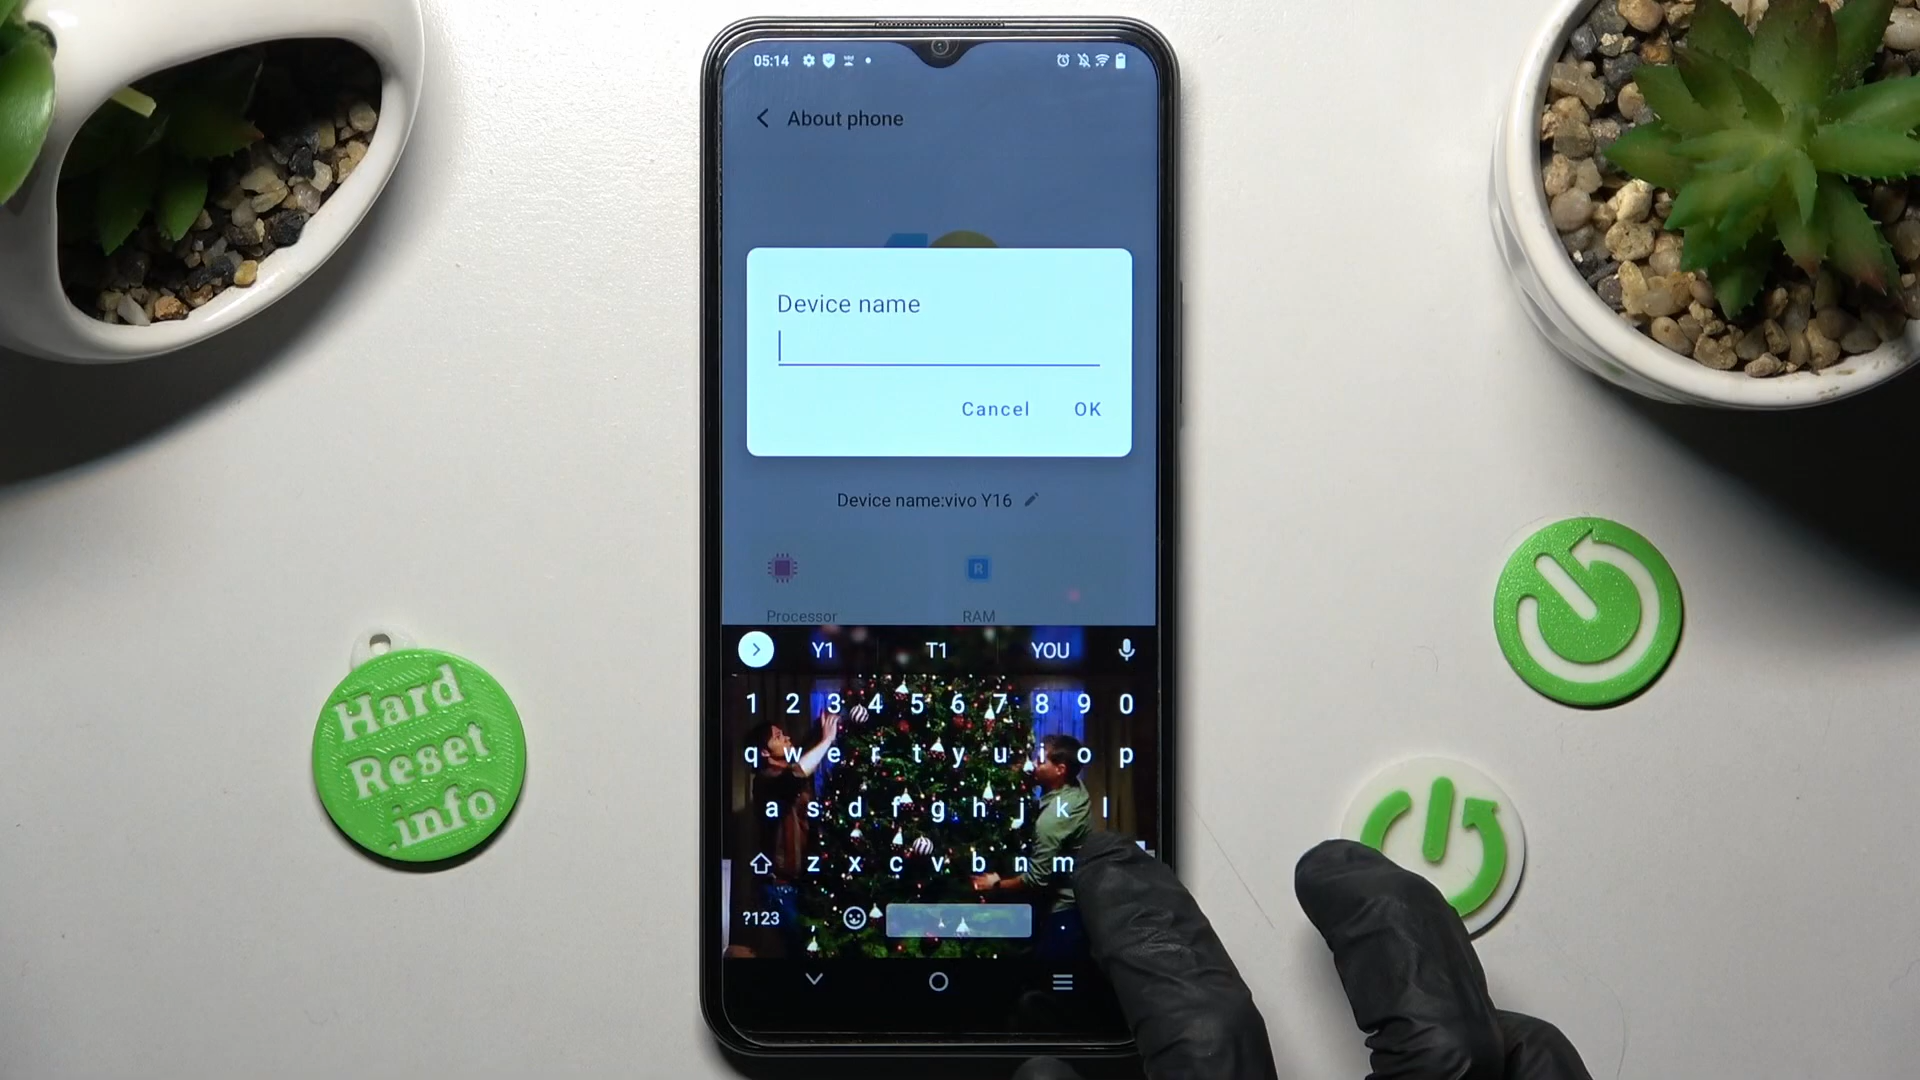 05:14
About phone
Device name
Cancel OK
Device name:vivo Y16
R
Processor RAM
Y1 T1 YOU
1 2 3 4 5 6 7 8 9 0
q w e r t y u i o p
a s d f g h j k l
z x c v b n m
?123 , .
Hard
Reset
.info